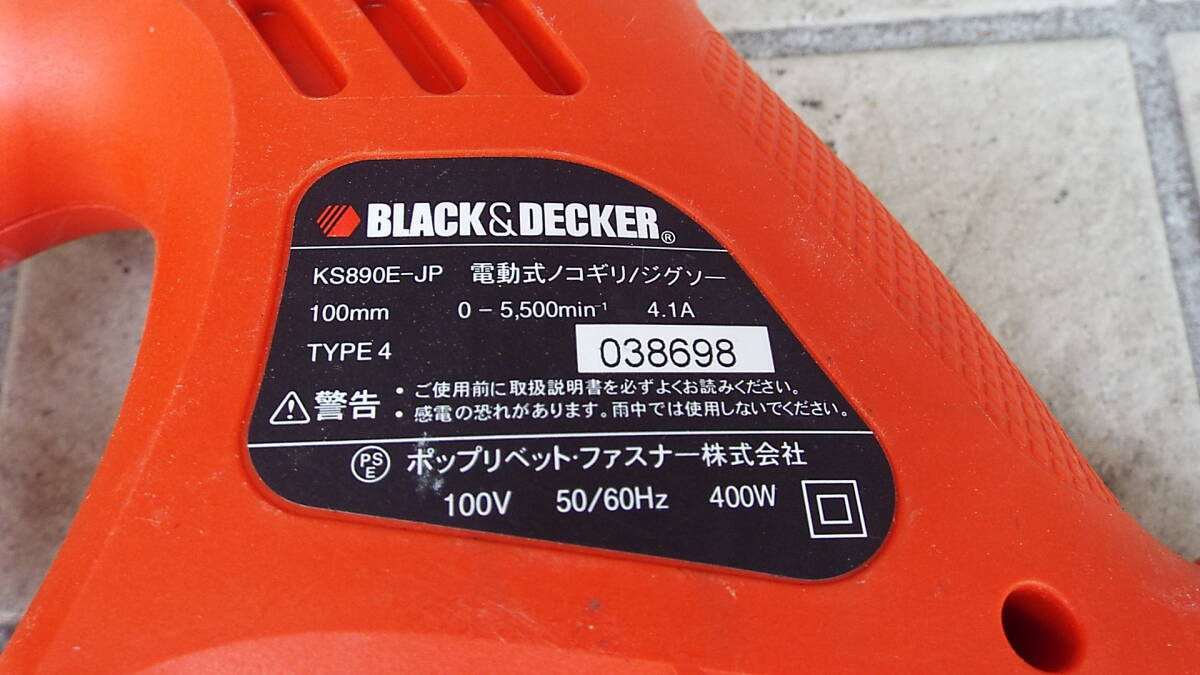 BLACK&DECKER®
KS890E-JP 電動式ノコギリ/ジグソー
100mm 0-5,500min⁻¹ 4.1A
TYPE 4 038698
警告 • ご使用前に取扱説明書を必ずよくお読みください。
• 感電の恐れがあります。雨中では使用しないでください。
PSE ポップリベット·ファスナー株式会社
100V 50/60Hz 400W